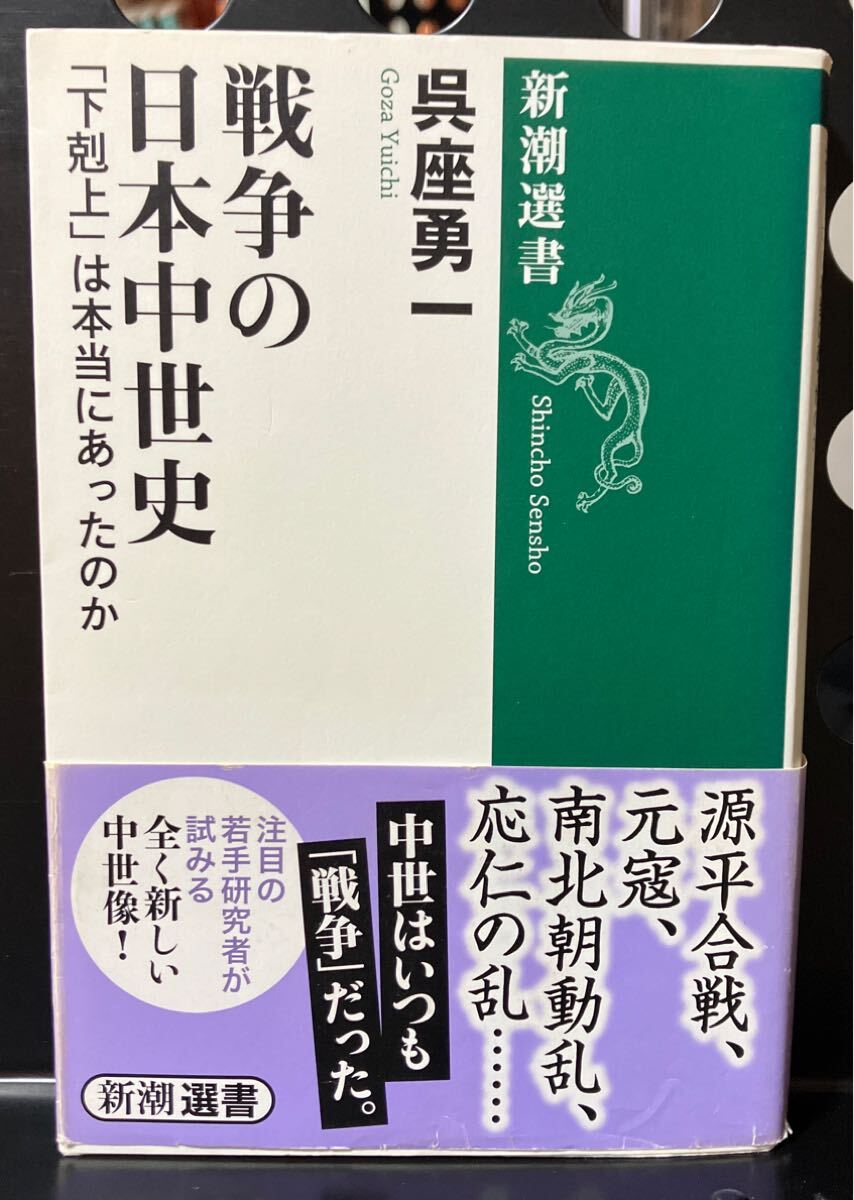 新潮選書
Shincho Sensho
呉座勇一
Goza Yuichi
戦争の
日本中世史
「下剋上」は本当にあったのか
源平合戦、
元寇、
南北朝動乱、
応仁の乱……
中世はいつも
「戦争」だった。
注目の
若手研究者が
試みる
全く新しい
中世像！
新潮選書